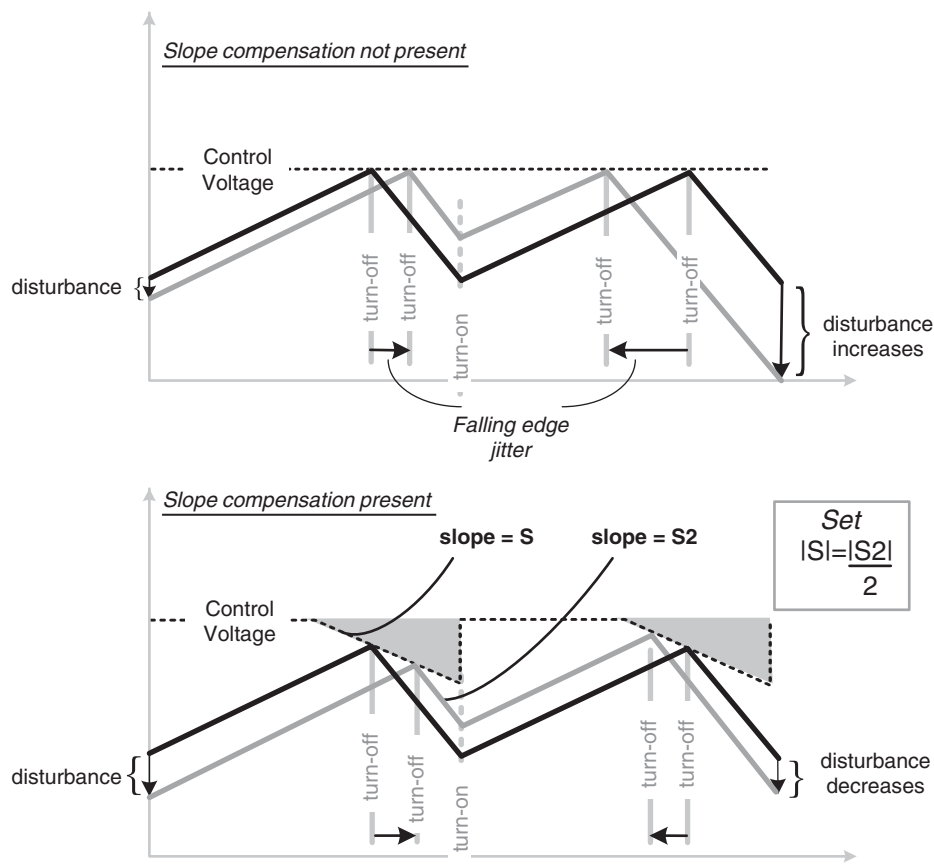 Slope compensation not present
Control
Voltage
disturbance {
turn-off
turn-off
turn-on
turn-off
turn-off
} disturbance
increases
Falling edge
jitter
Slope compensation present
slope = S
slope = S2
Set
|S|=|S2|
2
Control
Voltage
disturbance {
turn-off
turn-off
turn-on
turn-off
turn-off
} disturbance
decreases